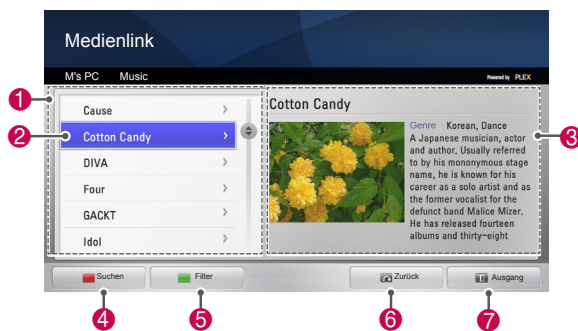 Medienlink
M's PC Music
Powered by PLEX
1
Cause
2
Cotton Candy
DIVA
Four
GACKT
Idol
Cotton Candy
3
Genre Korean, Dance
A Japanese musician, actor
and author. Usually referred
to by his mononymous stage
name, he is known for his
career as a solo artist and as
the former vocalist for the
defunct band Malice Mizer.
He has released fourteen
albums and thirty-eight
Suchen
Filter
Zurück
Ausgang
4
5
6
7